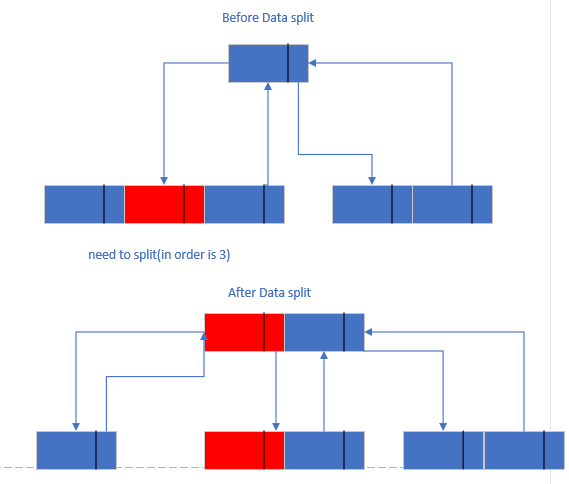 Before Data split
need to split(in order is 3)
After Data split